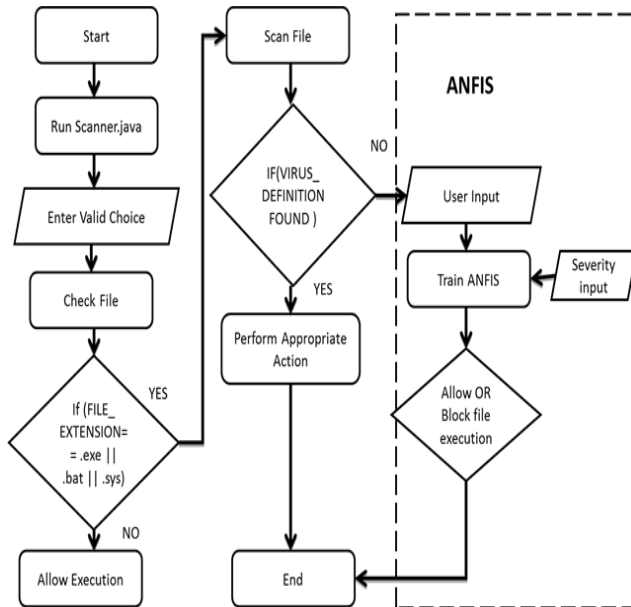 Start
Run Scanner.java
Enter Valid Choice
Check File
If (FILE_
EXTENSION=
= .exe ||
.bat || .sys)
YES
NO
Allow Execution
Scan File
IF(VIRUS_
DEFINITION
FOUND )
NO
YES
Perform Appropriate
Action
End
ANFIS
User Input
Train ANFIS
Severity
input
Allow OR
Block file
execution